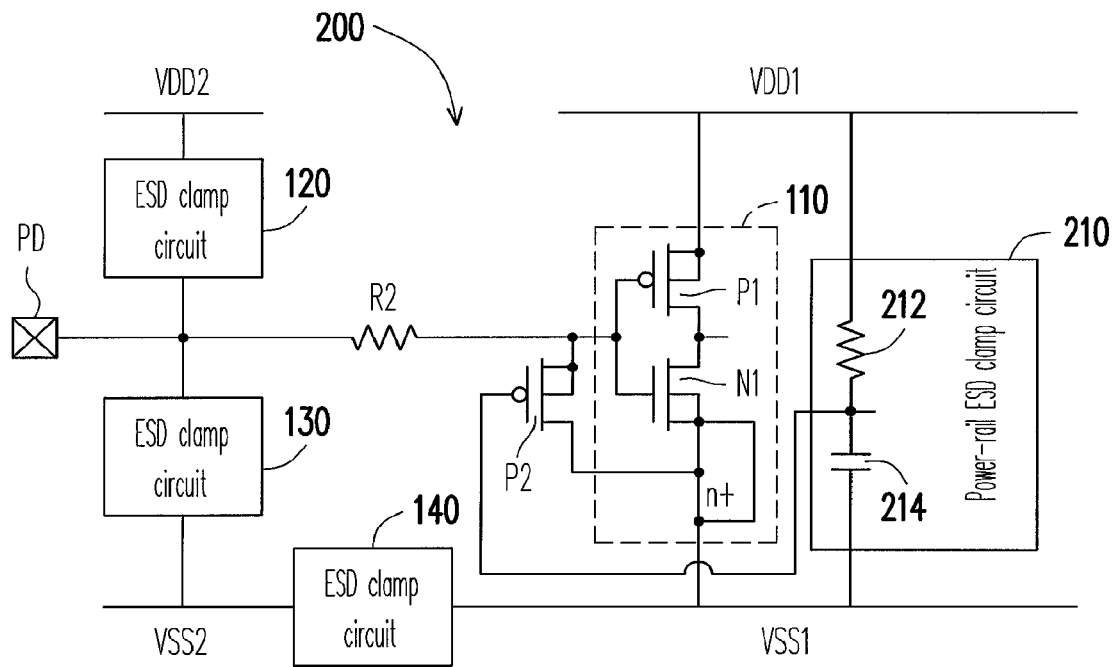 200
VDD2
VDD1
ESD clamp
circuit
120
110
210
PD
R2
P1
212
N1
Power-rail ESD clamp circuit
ESD clamp
circuit
130
P2
n+
214
140
ESD clamp
circuit
VSS2
VSS1